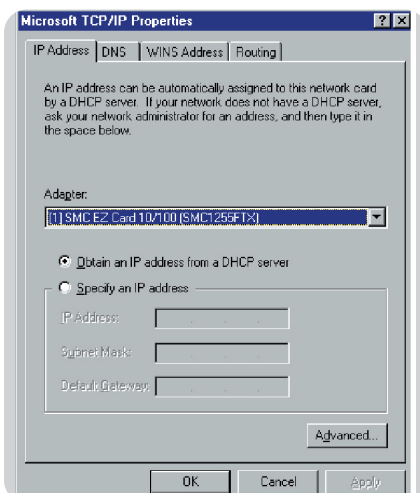 Microsoft TCP/IP Properties
IP Address DNS WINS Address Routing
An IP address can be automatically assigned to this network card
by a DHCP server. If your network does not have a DHCP server,
ask your network administrator for an address, and then type it in
the space below.
Adapter:
[1] SMC EZ Card 10/100 (SMC1255FTX)
Obtain an IP address from a DHCP server
Specify an IP address
IP Address:
Subnet Mask:
Default Gateway:
Advanced...
OK Cancel Apply